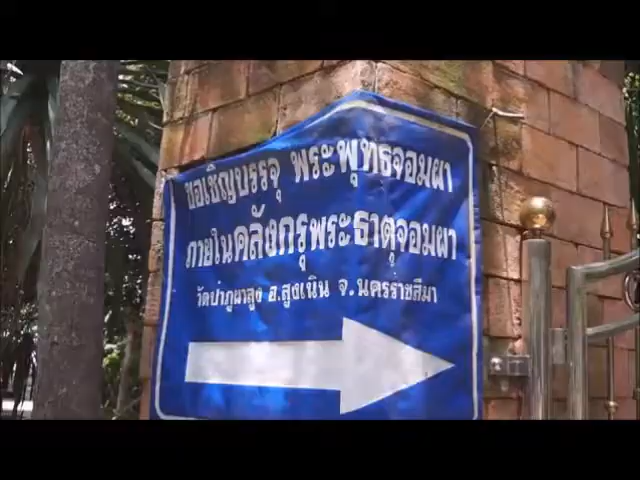 ขอเชิญบรรจุ พระพุทธจอมผา
ภายในคลังกรุพระธาตุจอมผา
วัดป่าภูผาสูง อ.สูงเนิน จ.นครราชสีมา